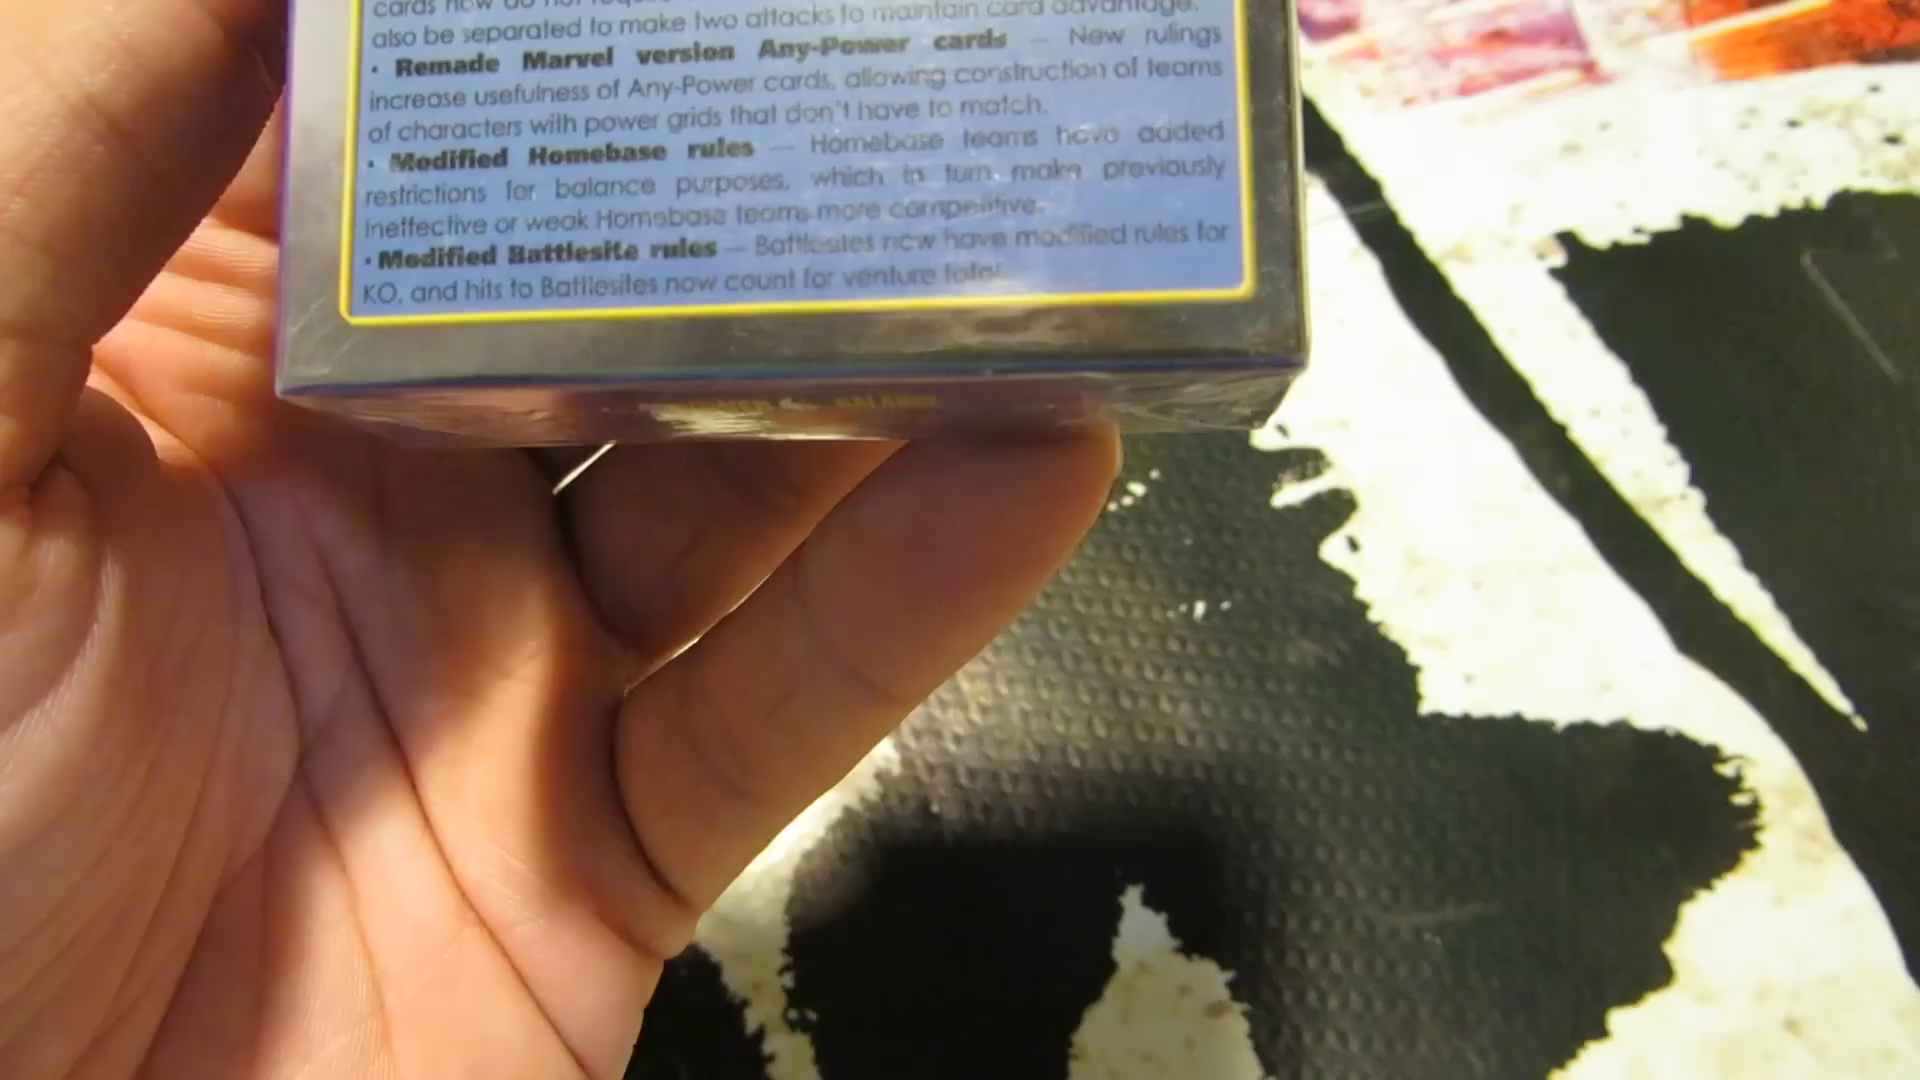 cards now do not
also be separated to make two attacks to maintain card advantage.
· Remade Marvel version Any-Power cards — New rulings
increase usefulness of Any-Power cards, allowing construction of teams
of characters with power grids that don't have to match.
· Modified Homebase rules — Homebase teams have added
restrictions for balance purposes, which in turn make previously
ineffective or weak Homebase teams more competitive.
· Modified Battlesite rules — Battlesites now have modified rules for
KO, and hits to Battlesites now count for venture total.